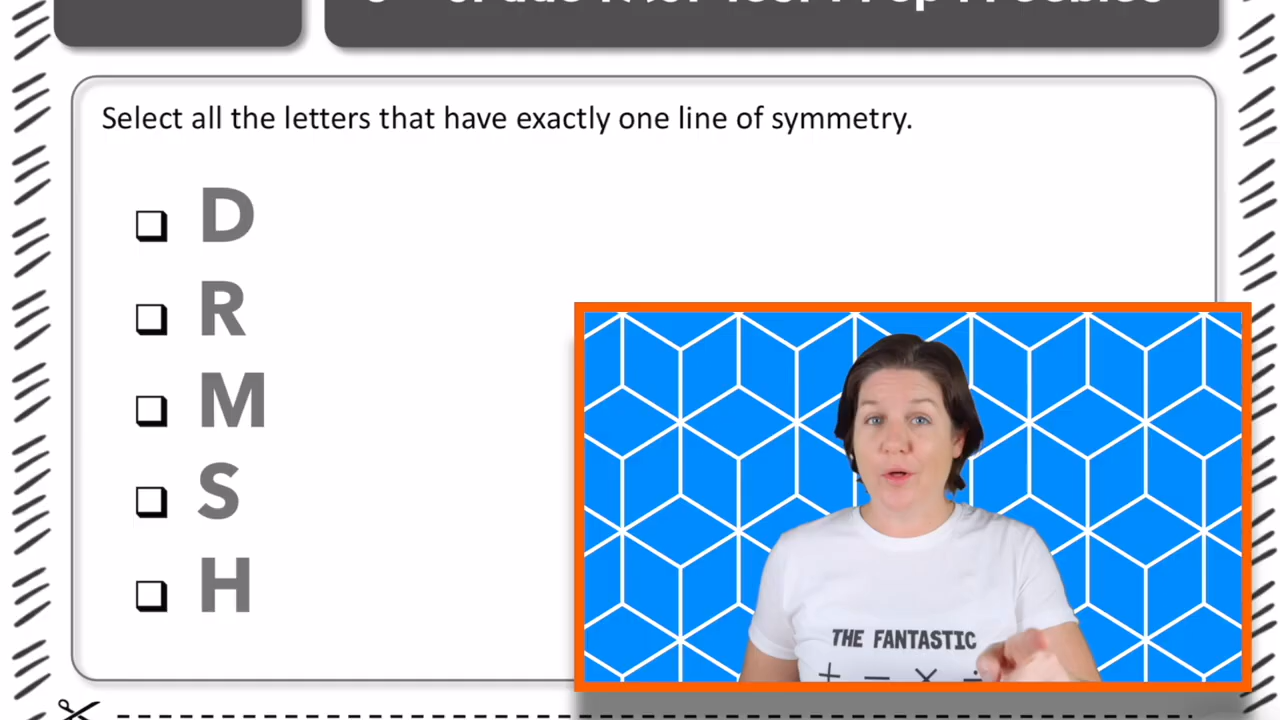 Select all the letters that have exactly one line of symmetry.
D
R
M
S
H
THE FANTASTIC
+ − × ÷